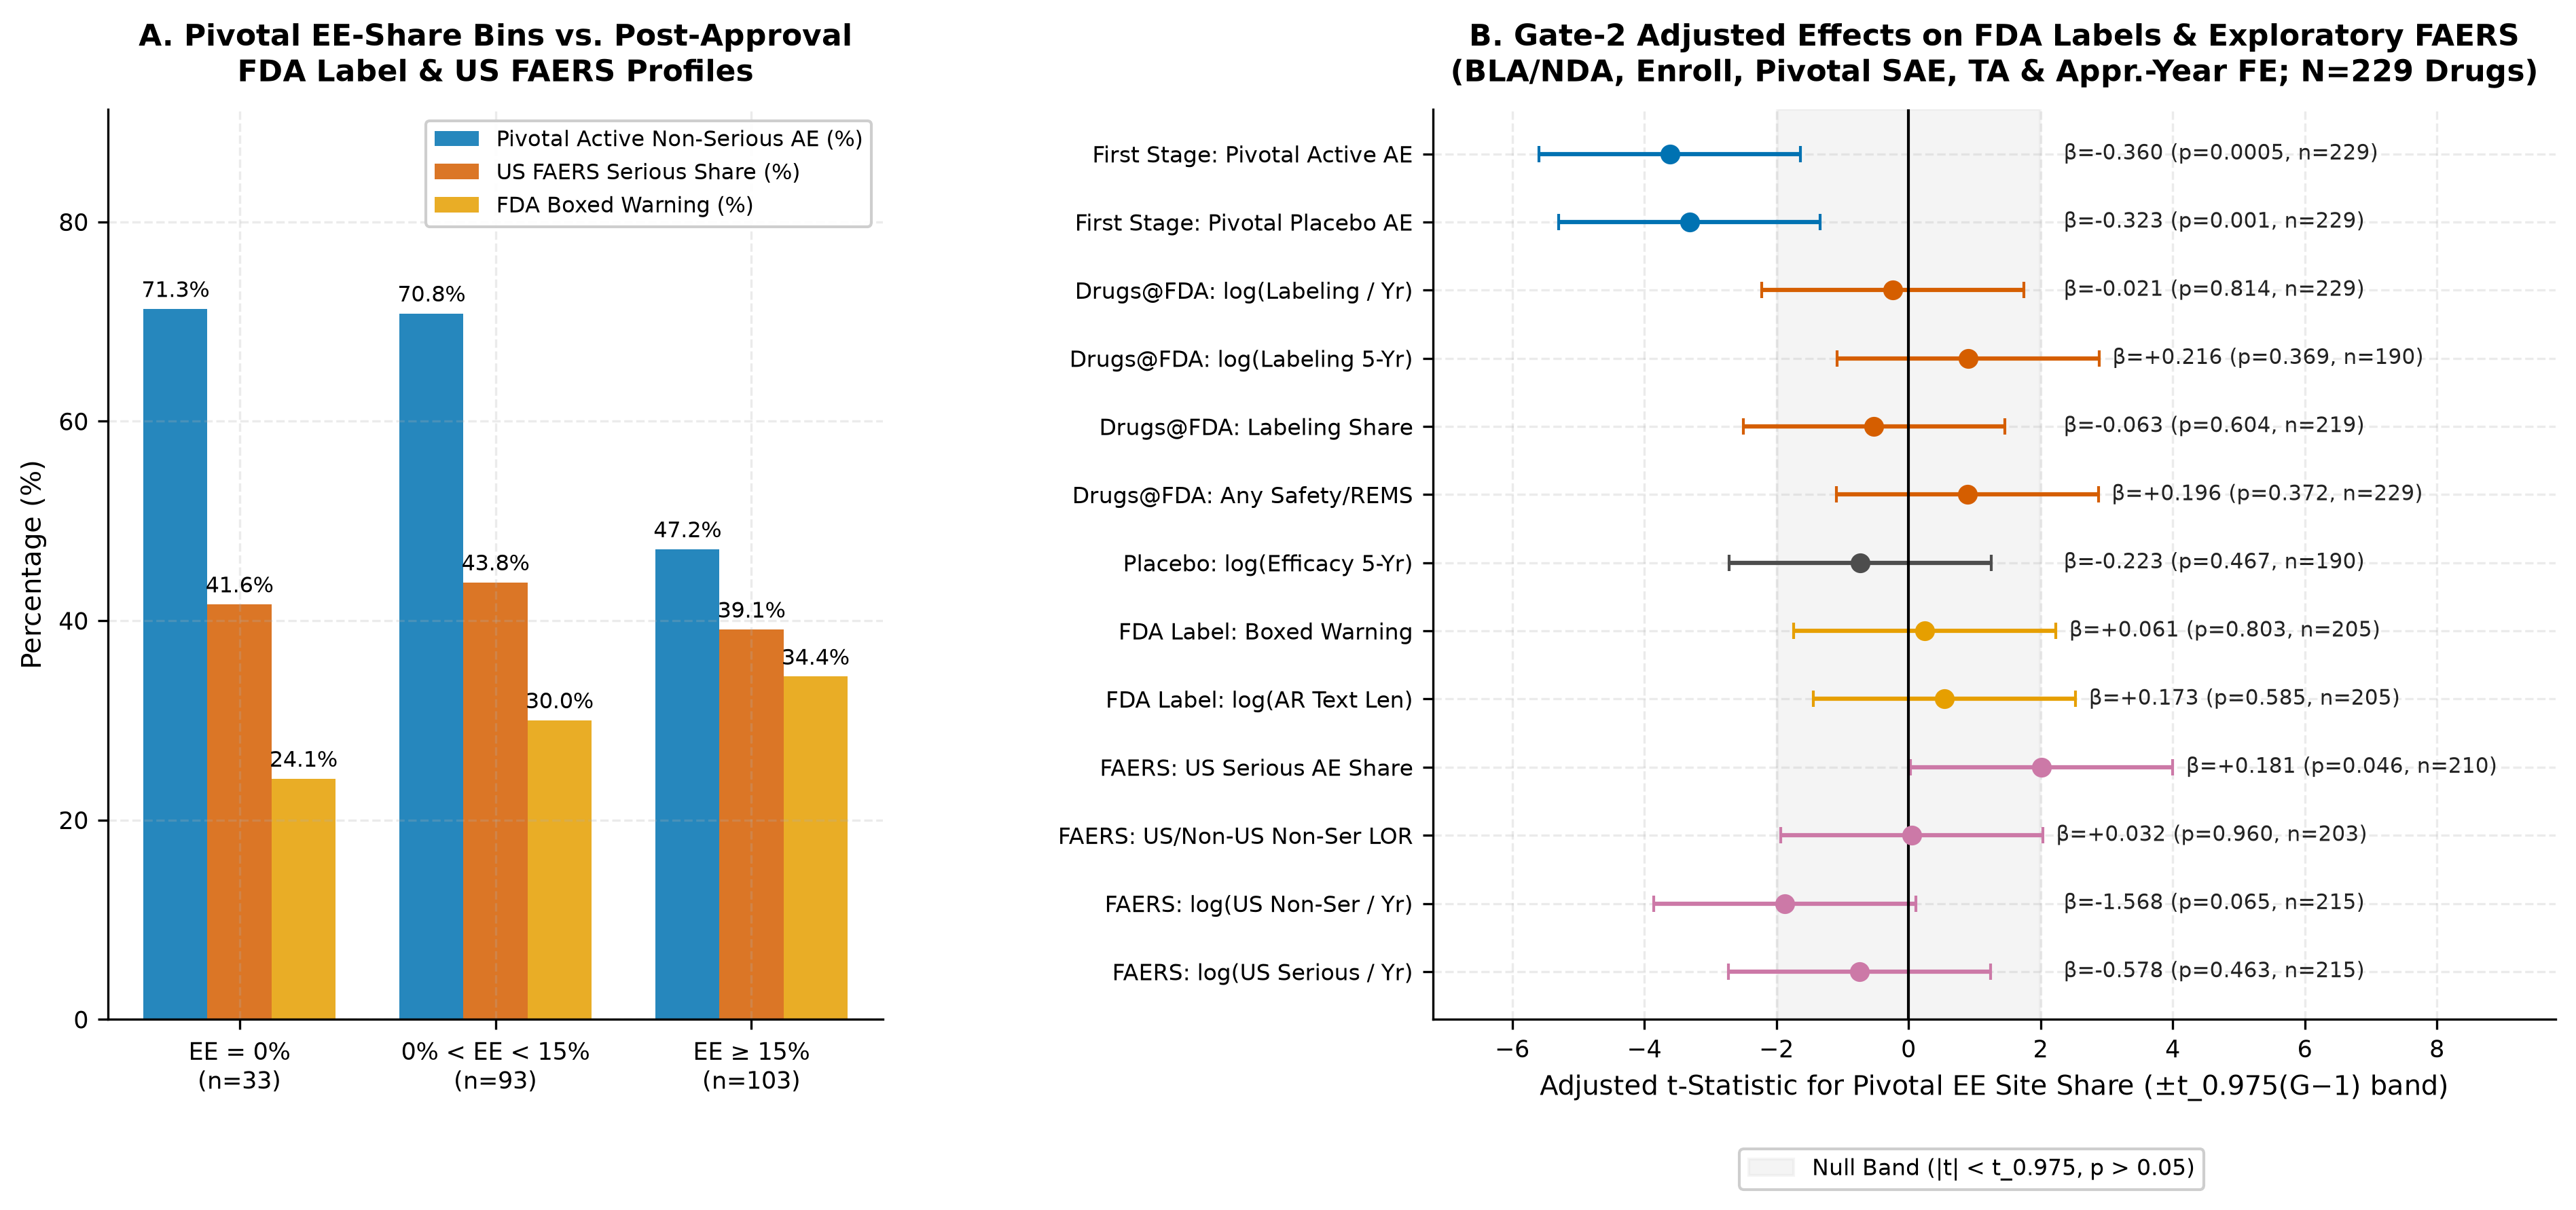 A. Pivotal EE-Share Bins vs. Post-Approval
FDA Label & US FAERS Profiles
Pivotal Active Non-Serious AE (%)
US FAERS Serious Share (%)
FDA Boxed Warning (%)
Percentage (%)
80
60
40
20
0
71.3%
41.6%
24.1%
70.8%
43.8%
30.0%
47.2%
39.1%
34.4%
EE = 0%
(n=33)
0% < EE < 15%
(n=93)
EE ≥ 15%
(n=103)
B. Gate-2 Adjusted Effects on FDA Labels & Exploratory FAERS
(BLA/NDA, Enroll, Pivotal SAE, TA & Appr.-Year FE; N=229 Drugs)
First Stage: Pivotal Active AE β=-0.360 (p=0.0005, n=229)
First Stage: Pivotal Placebo AE β=-0.323 (p=0.001, n=229)
Drugs@FDA: log(Labeling / Yr) β=-0.021 (p=0.814, n=229)
Drugs@FDA: log(Labeling 5-Yr) β=+0.216 (p=0.369, n=190)
Drugs@FDA: Labeling Share β=-0.063 (p=0.604, n=219)
Drugs@FDA: Any Safety/REMS β=+0.196 (p=0.372, n=229)
Placebo: log(Efficacy 5-Yr) β=-0.223 (p=0.467, n=190)
FDA Label: Boxed Warning β=+0.061 (p=0.803, n=205)
FDA Label: log(AR Text Len) β=+0.173 (p=0.585, n=205)
FAERS: US Serious AE Share β=+0.181 (p=0.046, n=210)
FAERS: US/Non-US Non-Ser LOR β=+0.032 (p=0.960, n=203)
FAERS: log(US Non-Ser / Yr) β=-1.568 (p=0.065, n=215)
FAERS: log(US Serious / Yr) β=-0.578 (p=0.463, n=215)
−6 −4 −2 0 2 4 6 8
Adjusted t-Statistic for Pivotal EE Site Share (±t_0.975(G−1) band)
Null Band (|t| < t_0.975, p > 0.05)